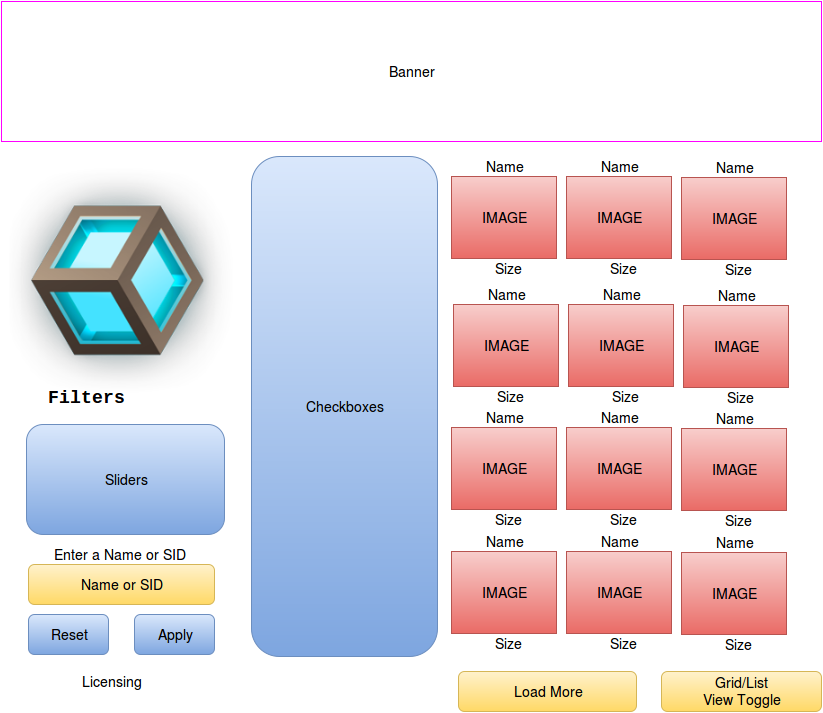 Banner
Filters
Sliders
Enter a Name or SID
Name or SID
Reset Apply
Licensing
Checkboxes
Name Name Name
IMAGE IMAGE IMAGE
Size Size Size
Name Name Name
IMAGE IMAGE IMAGE
Size Size Size
Name Name Name
IMAGE IMAGE IMAGE
Size Size Size
Name Name Name
IMAGE IMAGE IMAGE
Size Size Size
Load More
Grid/List
View Toggle